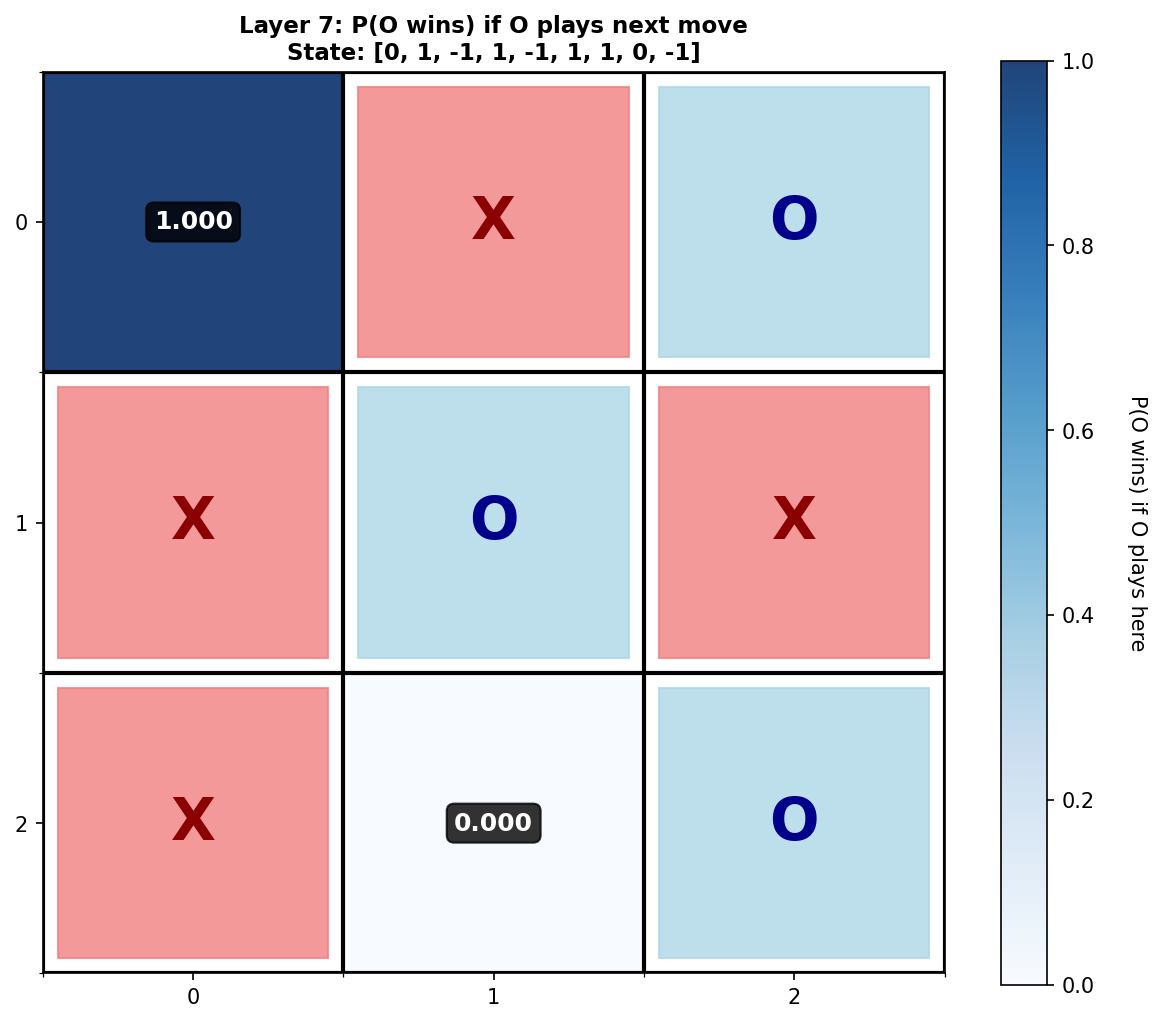 Layer 7: P(O wins) if O plays next move
State: [0, 1, -1, 1, -1, 1, 1, 0, -1]
0
1.000
X
O
1
X
O
X
2
X
0.000
O
0
1
2
1.0
0.8
0.6
0.4
0.2
0.0
P(O wins) if O plays here